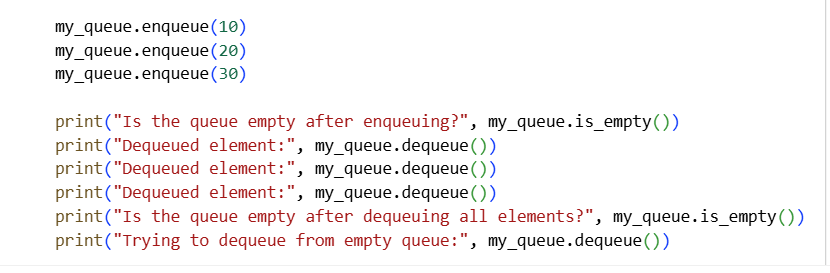 my_queue.enqueue(10)
my_queue.enqueue(20)
my_queue.enqueue(30)
print("Is the queue empty after enqueuing?", my_queue.is_empty())
print("Dequeued element:", my_queue.dequeue())
print("Dequeued element:", my_queue.dequeue())
print("Dequeued element:", my_queue.dequeue())
print("Is the queue empty after dequeuing all elements?", my_queue.is_empty())
print("Trying to dequeue from empty queue:", my_queue.dequeue())